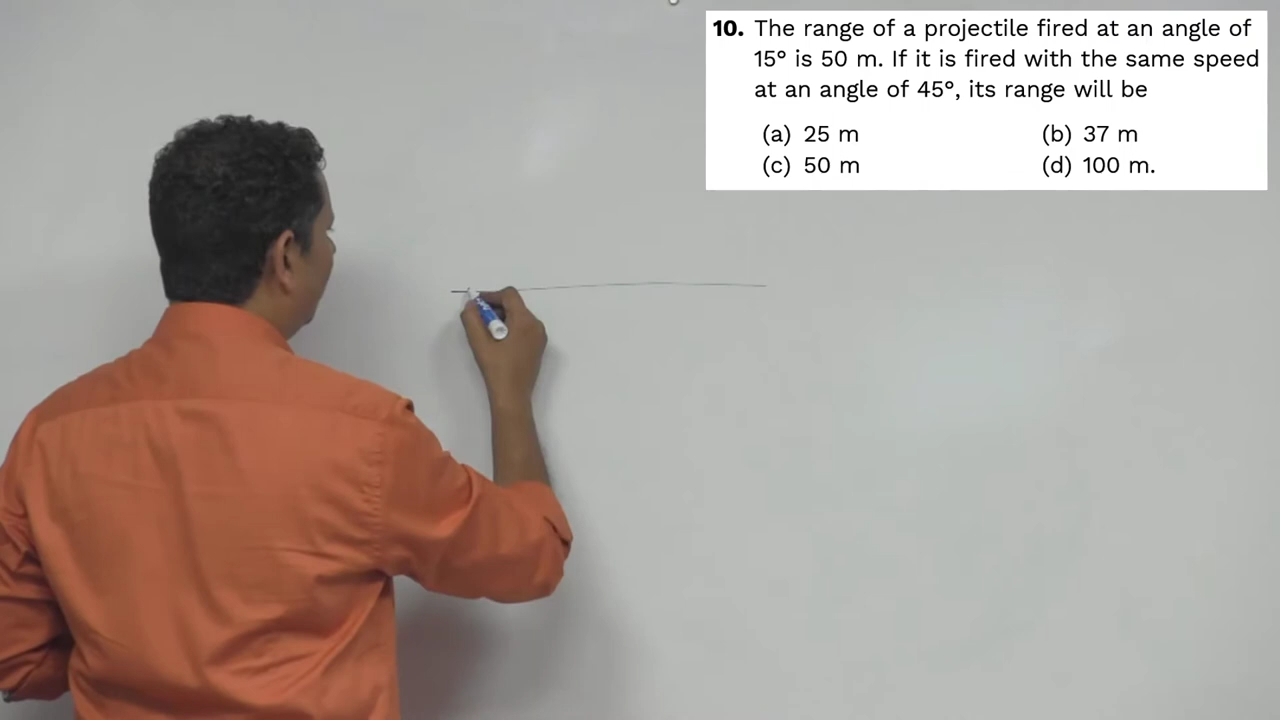 10. The range of a projectile fired at an angle of
15° is 50 m. If it is fired with the same speed
at an angle of 45°, its range will be
(a) 25 m (b) 37 m
(c) 50 m (d) 100 m.